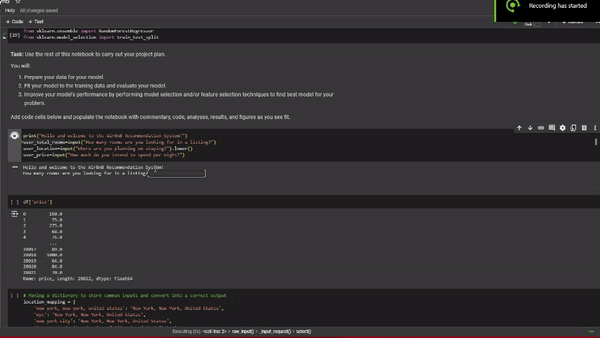 Recording has started
Help All changes saved
+ Code + Text
from sklearn.ensemble import RandomForestRegressor
from sklearn.model_selection import train_test_split
Task: Use the rest of this notebook to carry out your project plan.
You will:
1. Prepare your data for your model.
2. Fit your model to the training data and evaluate your model.
3. Improve your model's performance by performing model selection and/or feature selection techniques to find best model for your
problem.
Add code cells below and populate the notebook with commentary, code, analyses, results, and figures as you see fit.
print("Hello and welcome to the AirBnB Recommendation System!")
user_total_rooms=input("How many rooms are you looking for in a listing?")
user_location=input("Where are you planning on staying?").lower()
user_price=input("How much do you intend to spend per night?")
Hello and welcome to the AirBnB Recommendation System!
How many rooms are you looking for in a listing?
[ ] df['price']
0 150.0
1 75.0
2 275.0
3 68.0
4 75.0
...
28017 89.0
28018 1000.0
28019 64.0
28020 84.0
28021 70.0
Name: price, Length: 28022, dtype: float64
[ ] # Making a dictionary to store common inputs and convert into a correct output
location_mapping = {
'new york, new york, united states': 'New York, New York, United States',
'nyc': 'New York, New York, United States',
'new york city': 'New York, New York, United States',
Executing (0s) <cell line: 2> > raw_input() > _input_request() > select()